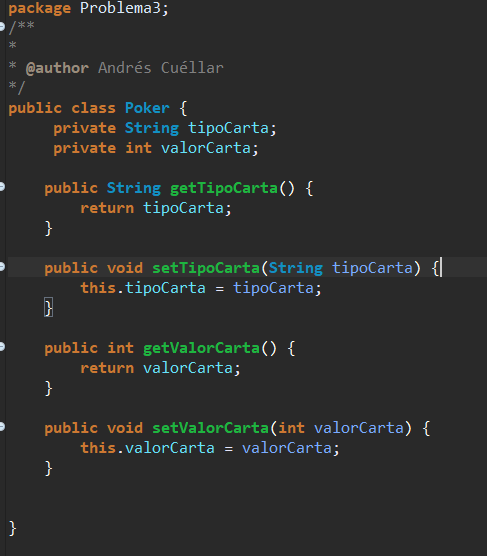 package Problema3;
/**
*
* @author Andrés Cuéllar
*/
public class Poker {
private String tipoCarta;
private int valorCarta;
public String getTipoCarta() {
return tipoCarta;
}
public void setTipoCarta(String tipoCarta) {
this.tipoCarta = tipoCarta;
}
public int getValorCarta() {
return valorCarta;
}
public void setValorCarta(int valorCarta) {
this.valorCarta = valorCarta;
}
}